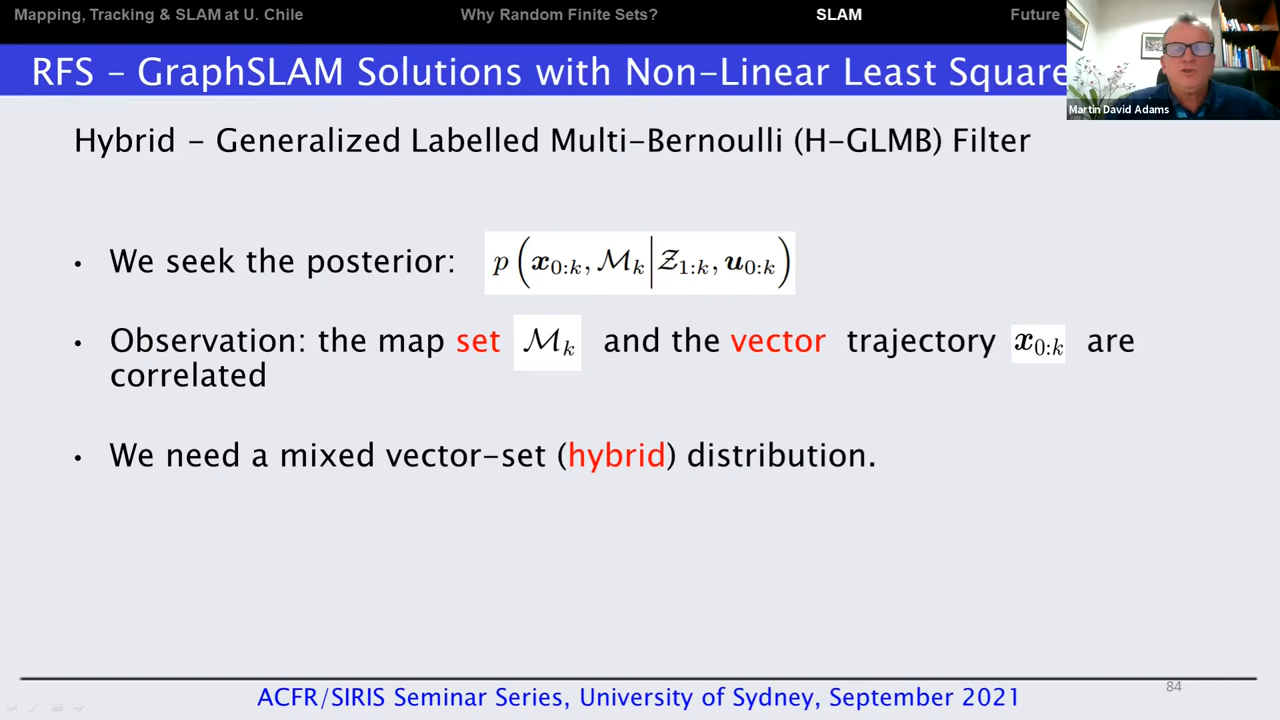 Mapping, Tracking & SLAM at U. Chile Why Random Finite Sets? SLAM Future
RFS – GraphSLAM Solutions with Non-Linear Least Square
Martin David Adams
Hybrid – Generalized Labelled Multi-Bernoulli (H-GLMB) Filter
• We seek the posterior: p(x_{0:k}, ℳ_k | 𝒵_{1:k}, u_{0:k})
• Observation: the map set ℳ_k and the vector trajectory x_{0:k} are
correlated
• We need a mixed vector-set (hybrid) distribution.
84
ACFR/SIRIS Seminar Series, University of Sydney, September 2021